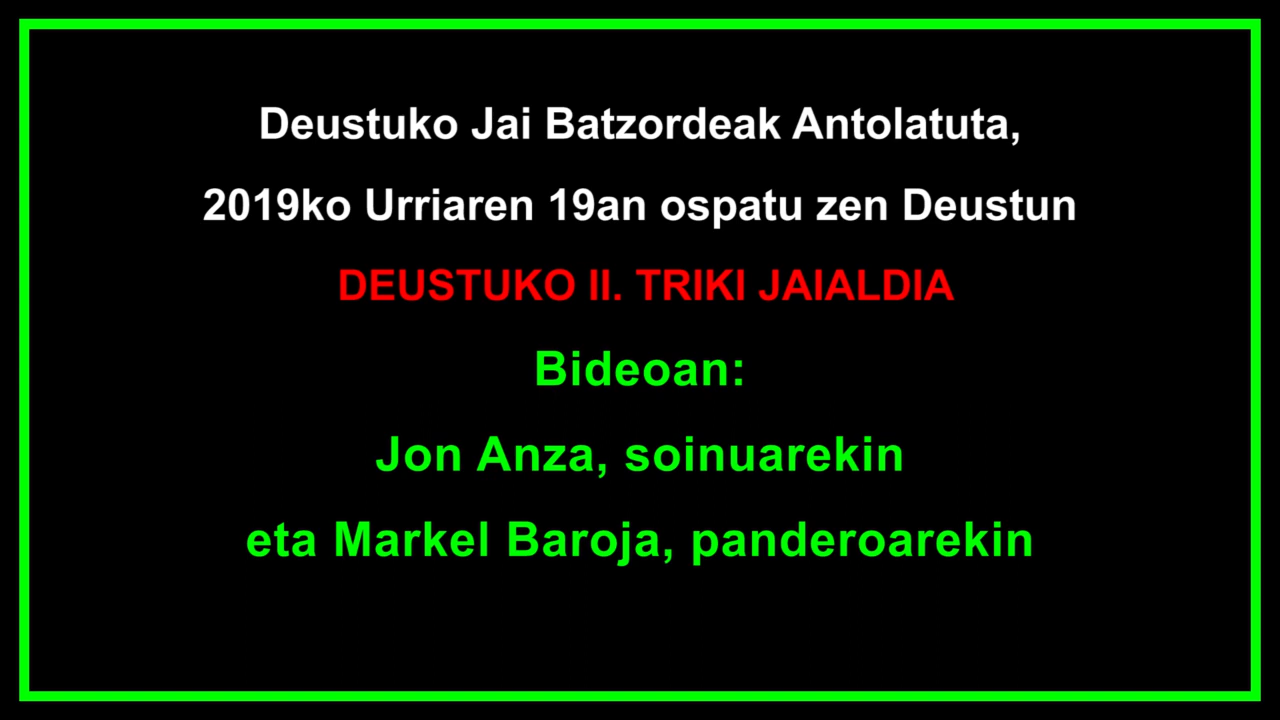 Deustuko Jai Batzordeak Antolatuta,
2019ko Urriaren 19an ospatu zen Deustun
DEUSTUKO II. TRIKI JAIALDIA
Bideoan:
Jon Anza, soinuarekin
eta Markel Baroja, panderoarekin